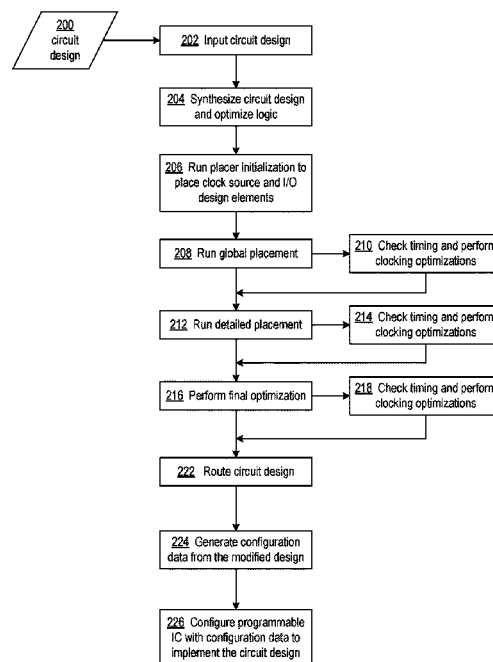 200
circuit
design
202 Input circuit design
204 Synthesize circuit design
and optimize logic
206 Run placer initialization to
place clock source and I/O
design elements
208 Run global placement
210 Check timing and perform
clocking optimizations
212 Run detailed placement
214 Check timing and perform
clocking optimizations
216 Perform final optimization
218 Check timing and perform
clocking optimizations
222 Route circuit design
224 Generate configuration
data from the modified design
226 Configure programmable
IC with configuration data to
implement the circuit design